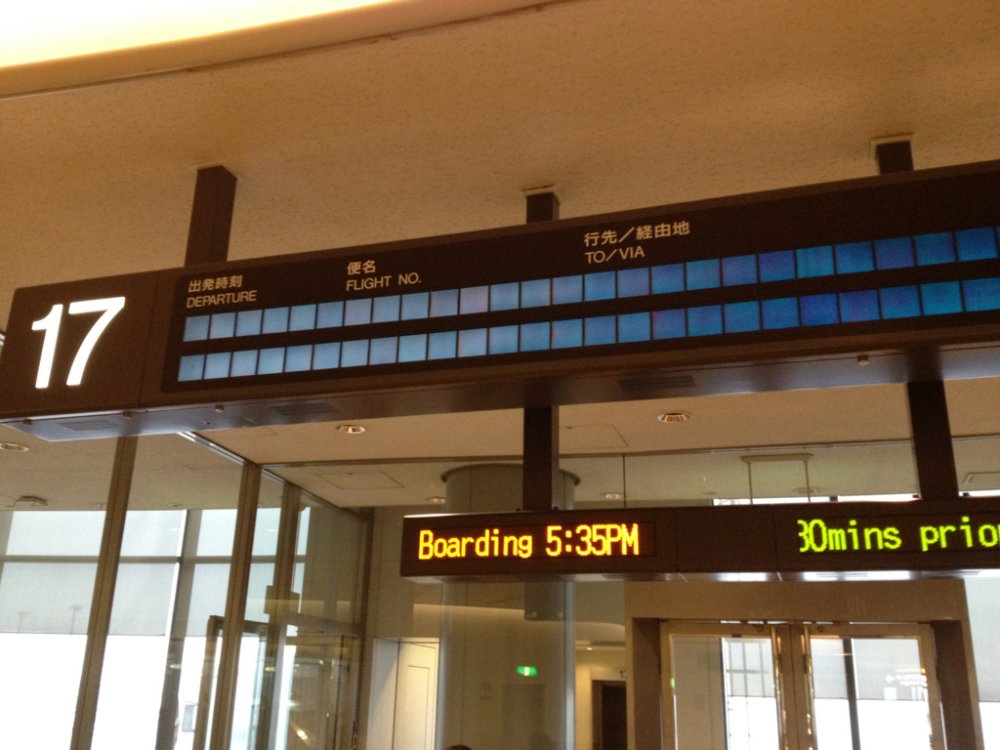 17
出発時刻
DEPARTURE
便名
FLIGHT NO.
行先／経由地
TO／VIA
Boarding 5:35PM
30mins prior